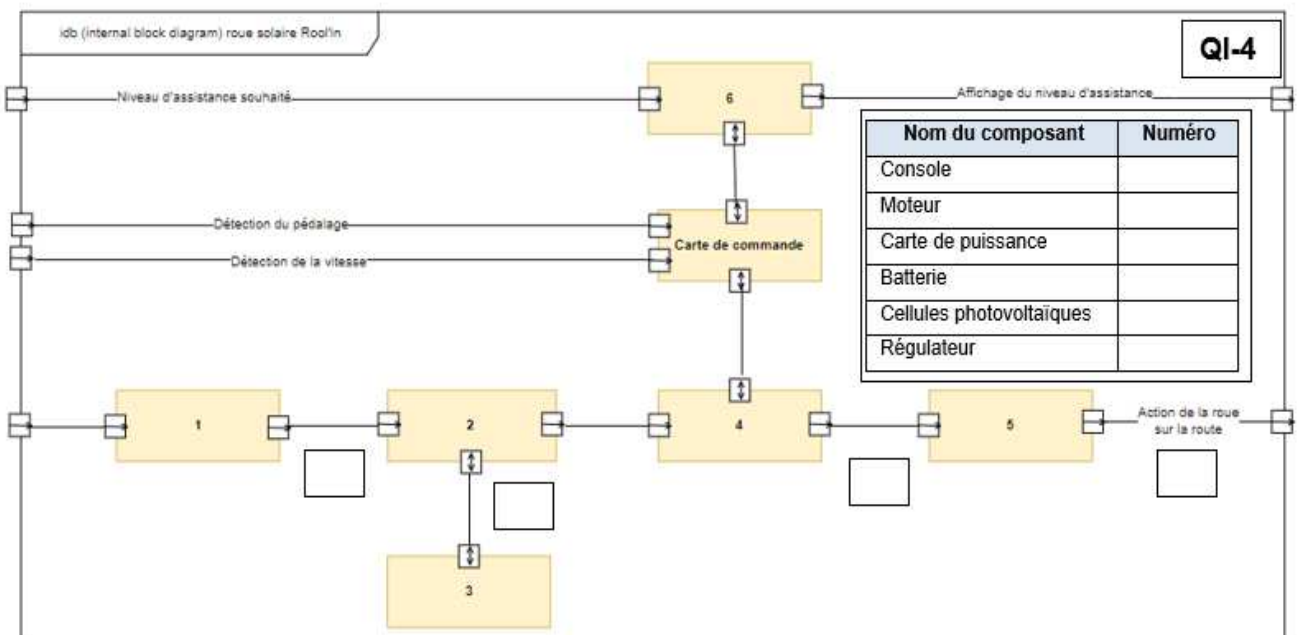 idb (internal block diagram) roue solaire Rool'in
QI-4
Niveau d'assistance souhaité
6
Affichage du niveau d'assistance
Nom du composant Numéro
Console
Moteur
Carte de puissance
Batterie
Cellules photovoltaïques
Régulateur
Détection du pédalage
Carte de commande
Détection de la vitesse
1
2
4
5
Action de la roue
sur la route
3